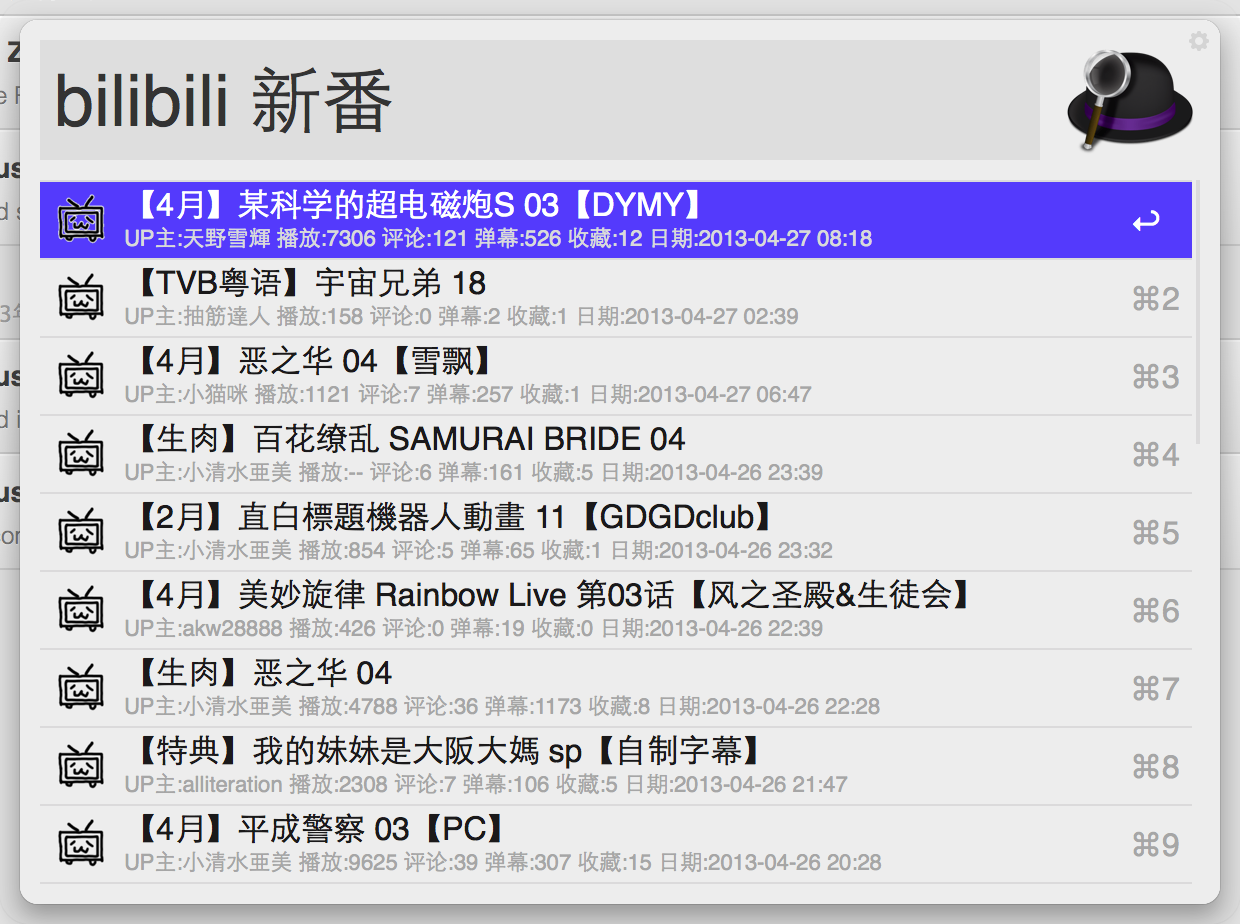 bilibili 新番
【4月】某科学的超电磁炮S 03【DYMY】
UP主:天野雪輝 播放:7306 评论:121 弹幕:526 收藏:12 日期:2013-04-27 08:18
【TVB粵语】宇宙兄弟 18
UP主:抽筋達人 播放:158 评论:0 弹幕:2 收藏:1 日期:2013-04-27 02:39
⌘2
【4月】恶之华 04【雪飘】
UP主:小猫咪 播放:1121 评论:7 弹幕:257 收藏:1 日期:2013-04-27 06:47
⌘3
【生肉】百花缭乱 SAMURAI BRIDE 04
UP主:小清水亜美 播放:-- 评论:6 弹幕:161 收藏:5 日期:2013-04-26 23:39
⌘4
【2月】直白標題機器人動畫 11【GDGDclub】
UP主:小清水亜美 播放:854 评论:5 弹幕:65 收藏:1 日期:2013-04-26 23:32
⌘5
【4月】美妙旋律 Rainbow Live 第03话【风之圣殿&生徒会】
UP主:akw28888 播放:426 评论:0 弹幕:19 收藏:0 日期:2013-04-26 22:39
⌘6
【生肉】恶之华 04
UP主:小清水亜美 播放:4788 评论:36 弹幕:1173 收藏:8 日期:2013-04-26 22:28
⌘7
【特典】我的妹妹是大阪大媽 sp【自制字幕】
UP主:alliteration 播放:2308 评论:7 弹幕:106 收藏:5 日期:2013-04-26 21:47
⌘8
【4月】平成警察 03【PC】
UP主:小清水亜美 播放:9625 评论:39 弹幕:307 收藏:15 日期:2013-04-26 20:28
⌘9